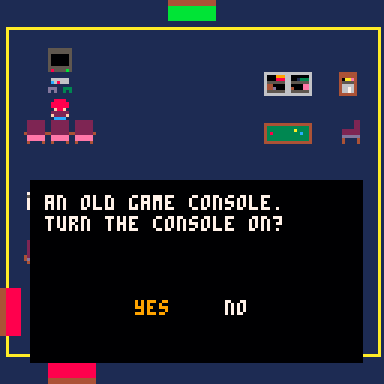 AN OLD GAME CONSOLE.
TURN THE CONSOLE ON?
YES NO